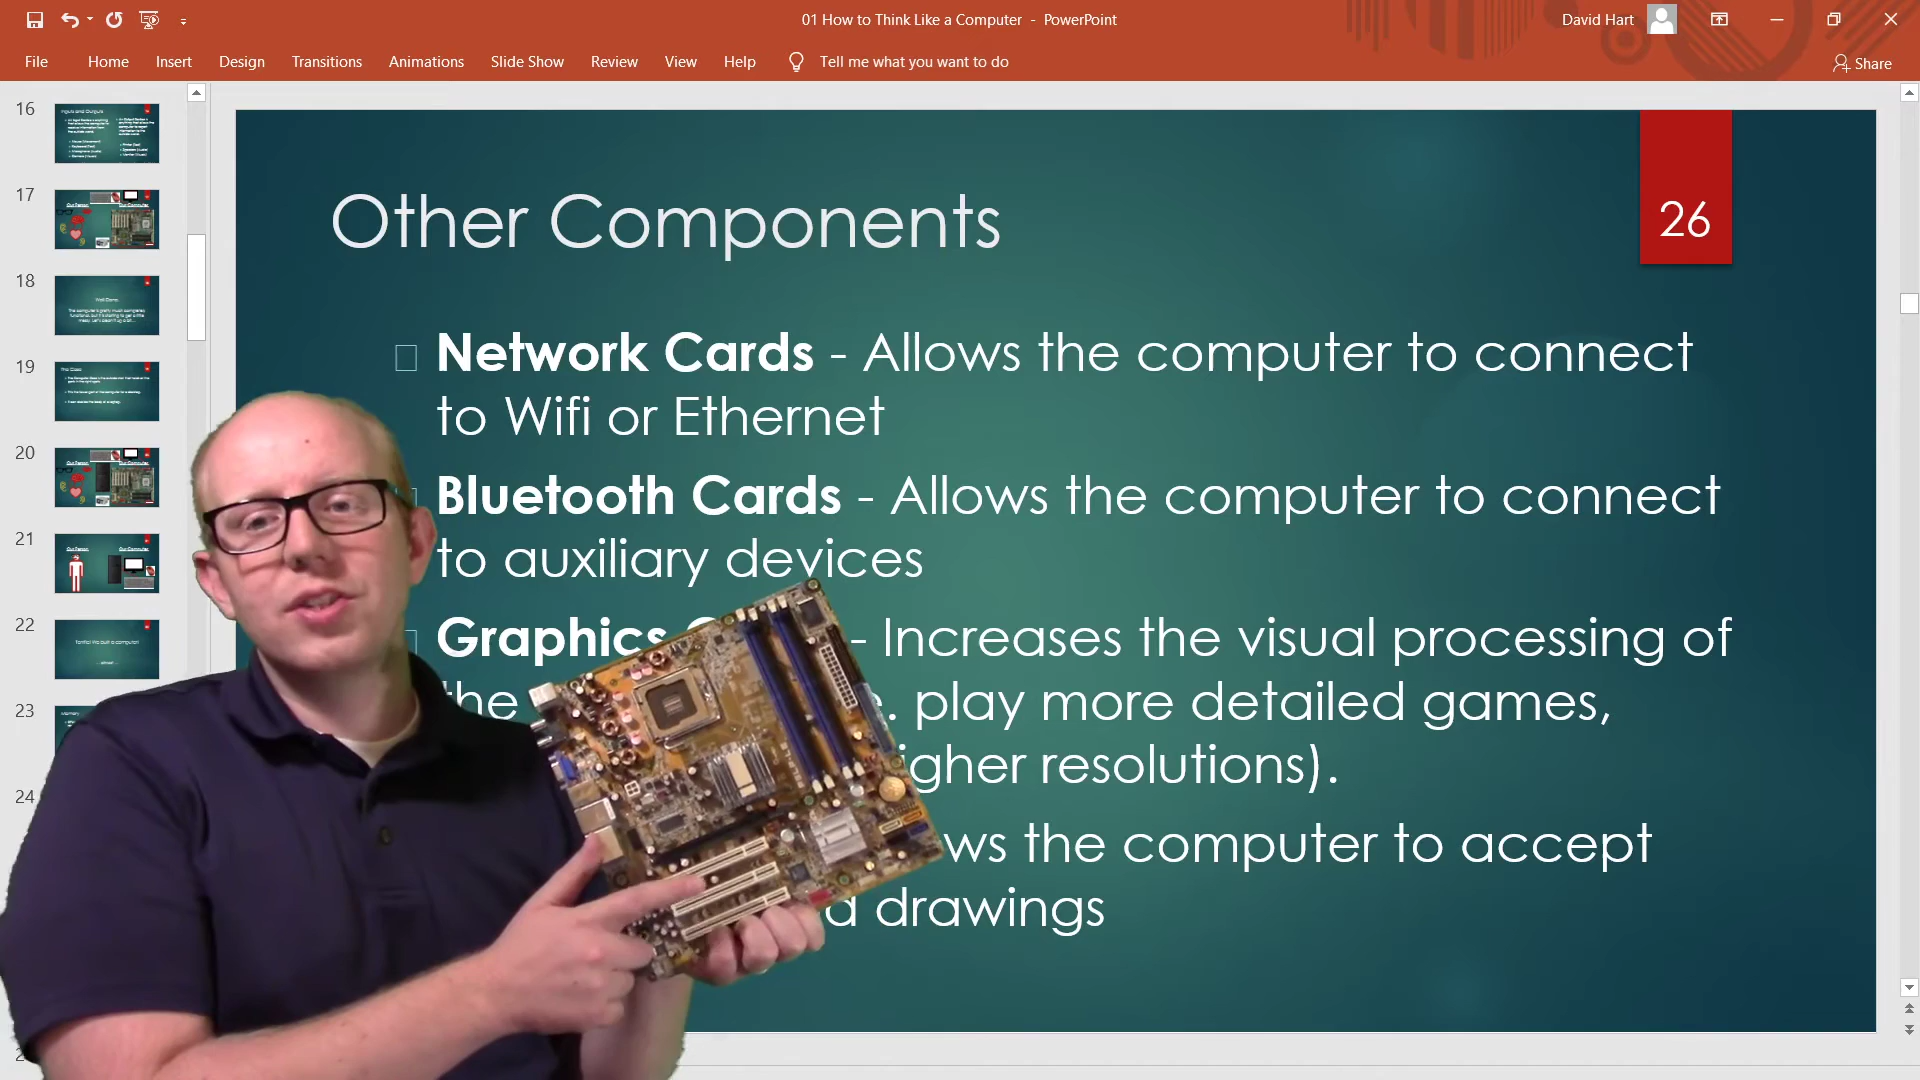 01 How to Think Like a Computer - PowerPoint
David Hart
File Home Insert Design Transitions Animations Slide Show Review View Help Tell me what you want to do
Share
16
17
18
19
20
21
22
23
24
Other Components
26
Network Cards - Allows the computer to connect
to Wifi or Ethernet
Bluetooth Cards - Allows the computer to connect
to auxiliary devices
Graphics - Increases the visual processing of
the play more detailed games,
higher resolutions).
the computer to accept
drawings